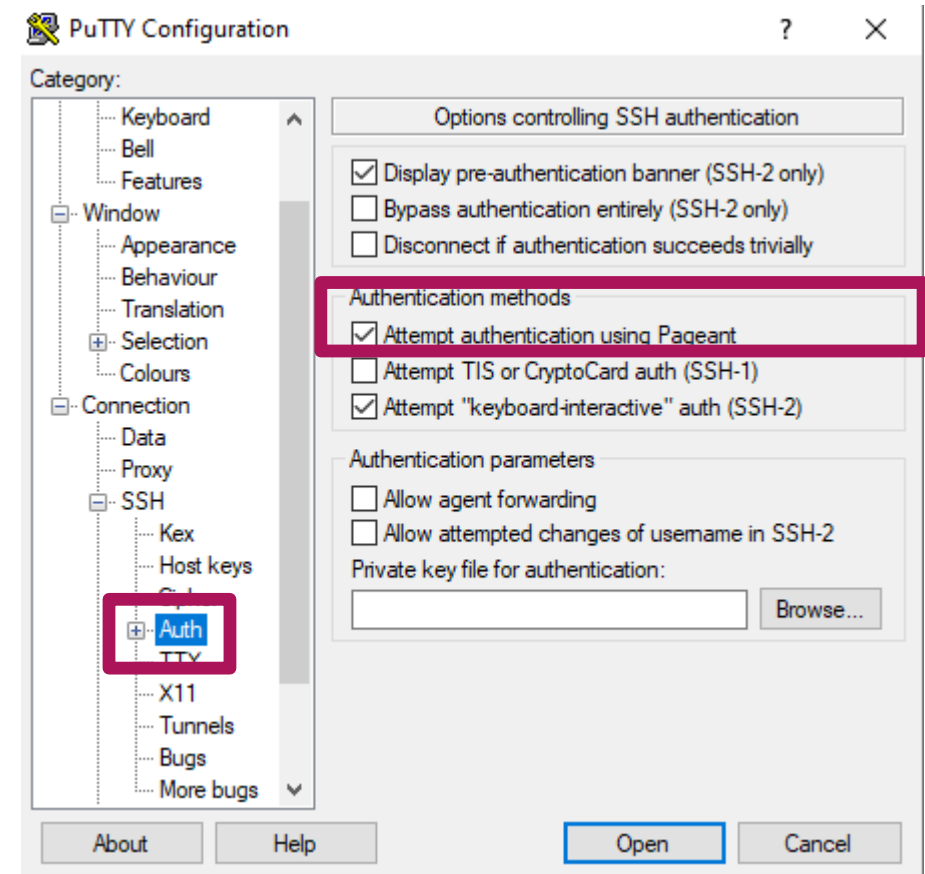 PuTTY Configuration
?
Category:
Keyboard
Bell
Features
Window
Appearance
Behaviour
Translation
Selection
Colours
Connection
Data
Proxy
SSH
Kex
Host keys
Auth
TTY
X11
Tunnels
Bugs
More bugs
Options controlling SSH authentication
Display pre-authentication banner (SSH-2 only)
Bypass authentication entirely (SSH-2 only)
Disconnect if authentication succeeds trivially
Authentication methods
Attempt authentication using Pageant
Attempt TIS or CryptoCard auth (SSH-1)
Attempt "keyboard-interactive" auth (SSH-2)
Authentication parameters
Allow agent forwarding
Allow attempted changes of username in SSH-2
Private key file for authentication:
Browse...
About
Help
Open
Cancel